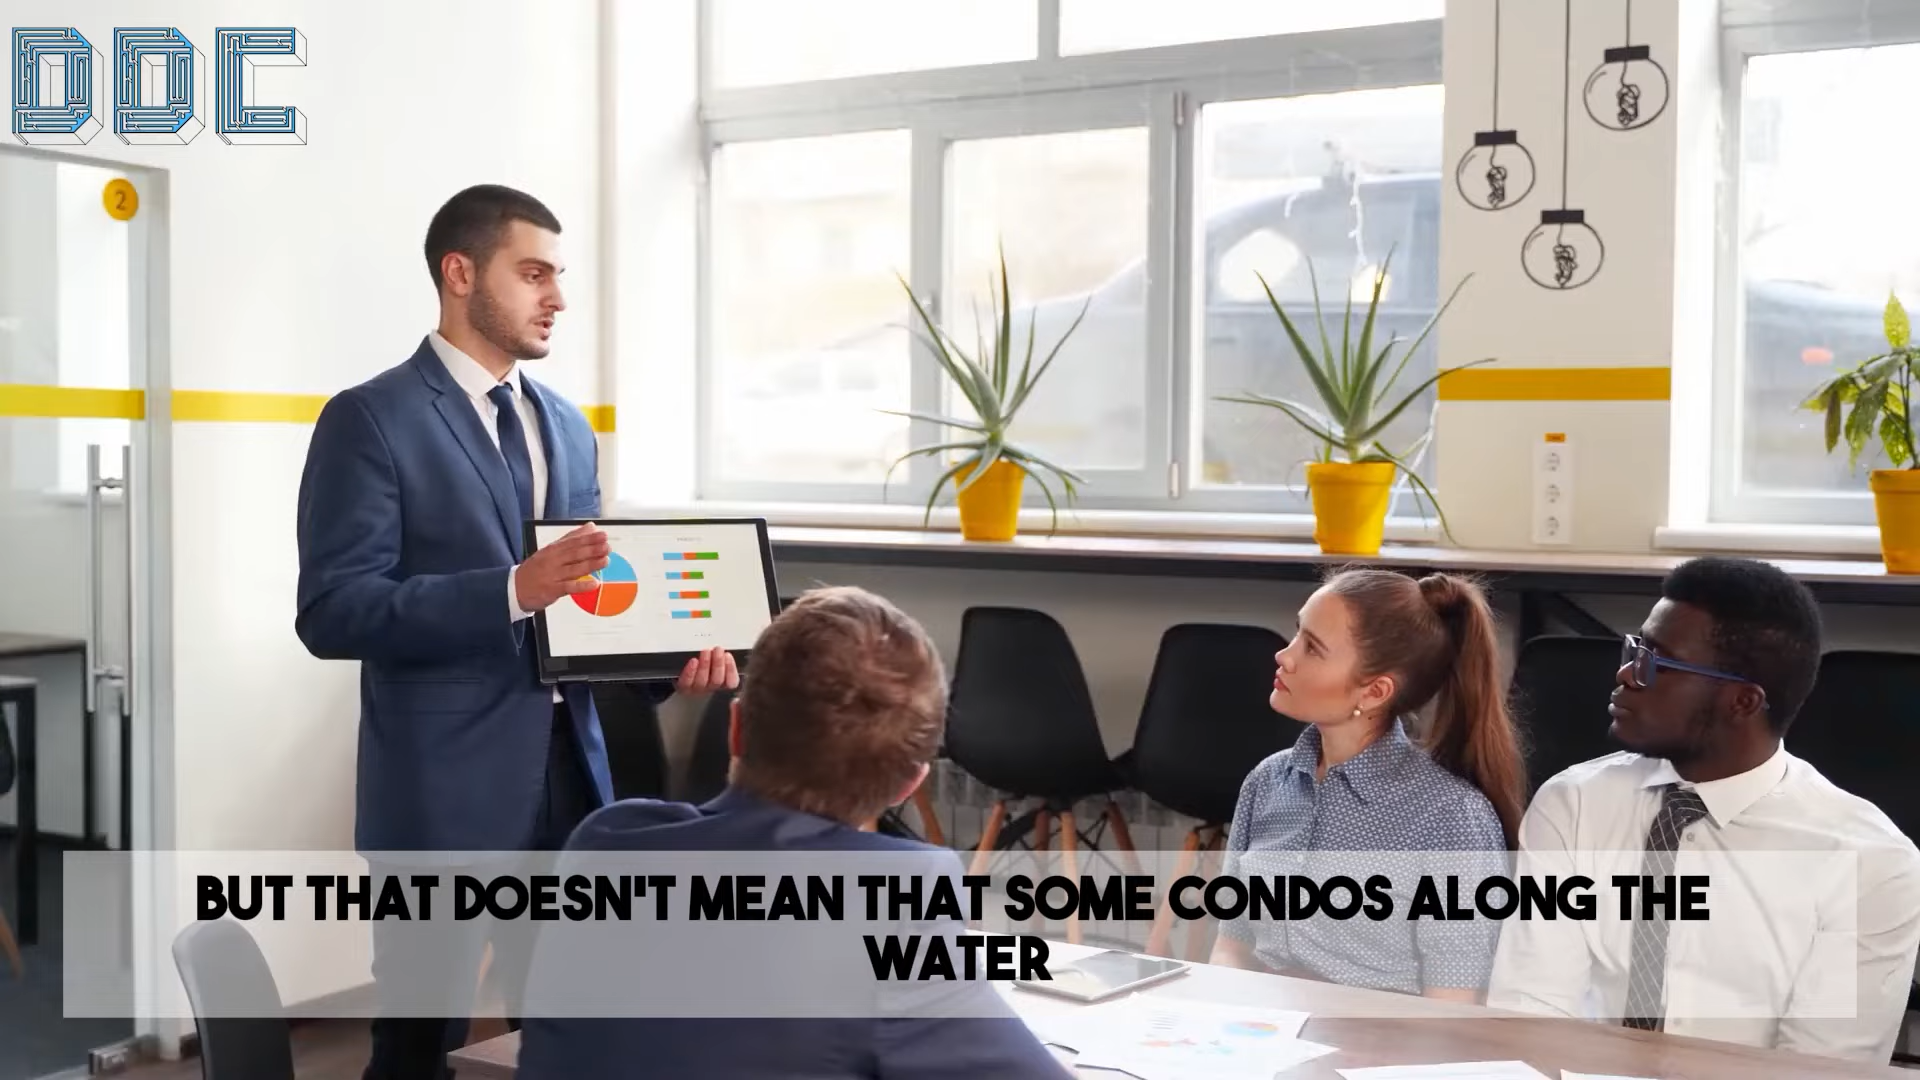 DDC
2
BUT THAT DOESN'T MEAN THAT SOME CONDOS ALONG THE
WATER